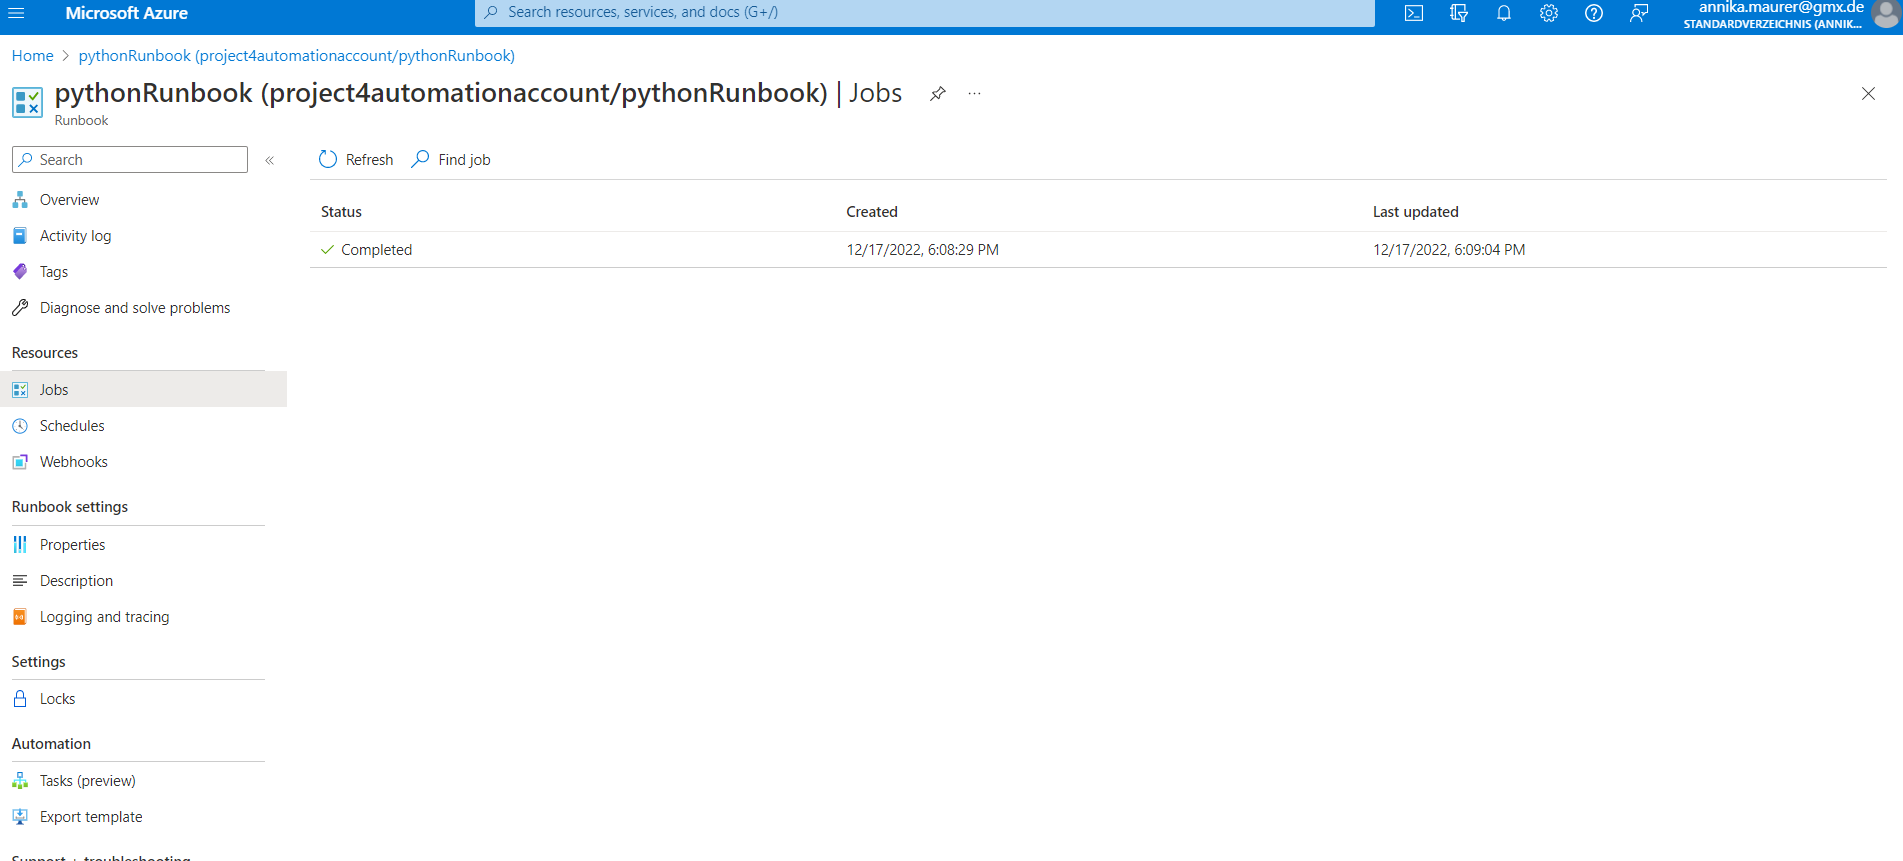 Microsoft Azure
Search resources, services, and docs (G+/)
annika.maurer@gmx.de
STANDARDVERZEICHNIS (ANNIK...
Home > pythonRunbook (project4automationaccount/pythonRunbook)
pythonRunbook (project4automationaccount/pythonRunbook) | Jobs
...
Runbook
Search
«
Refresh
Find job
Overview
Activity log
Tags
Diagnose and solve problems
Resources
Jobs
Schedules
Webhooks
Runbook settings
Properties
Description
Logging and tracing
Settings
Locks
Automation
Tasks (preview)
Export template
Support + troubleshooting
Status Created Last updated
Completed 12/17/2022, 6:08:29 PM 12/17/2022, 6:09:04 PM